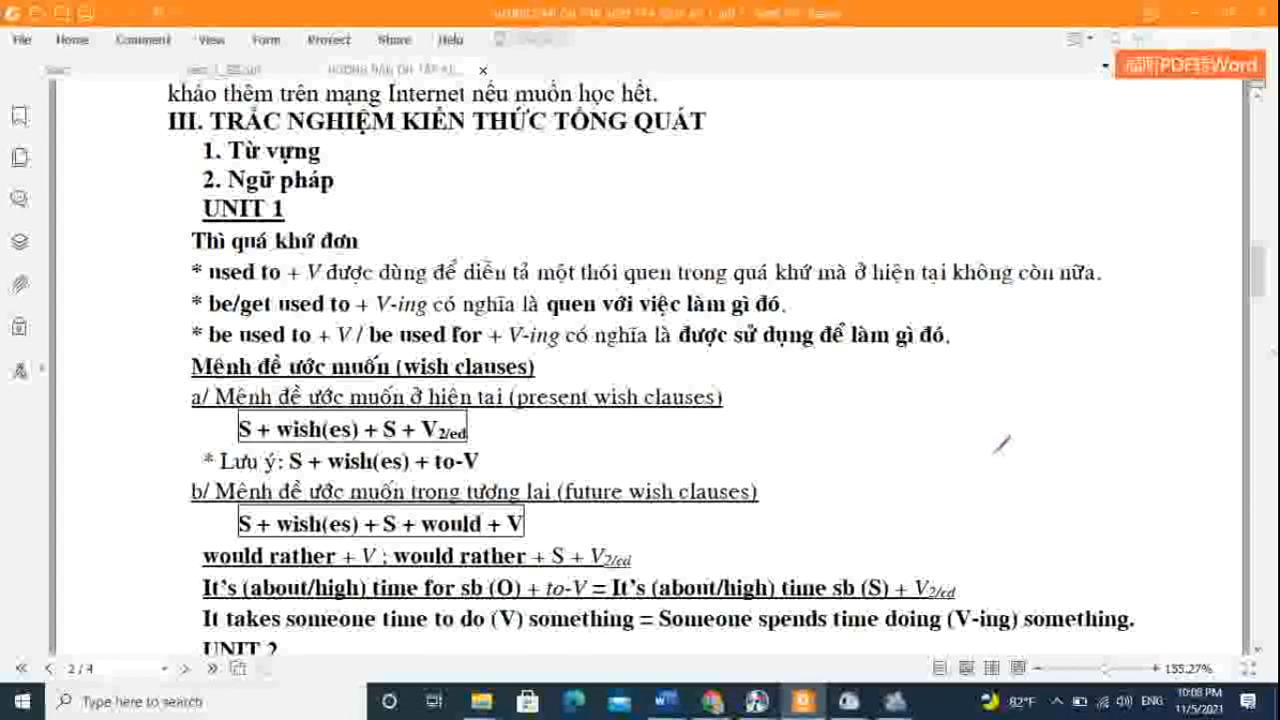 File Home Comment View Form Protect Share Help
khảo thêm trên mạng Internet nếu muốn học hết.
III. TRẮC NGHIỆM KIẾN THỨC TỔNG QUÁT
1. Từ vựng
2. Ngữ pháp
UNIT 1
Thì quá khứ đơn
* used to + V được dùng để diễn tả một thói quen trong quá khứ mà ở hiện tại không còn nữa.
* be/get used to + V-ing có nghĩa là quen với việc làm gì đó.
* be used to + V / be used for + V-ing có nghĩa là được sử dụng để làm gì đó.
Mệnh đề ước muốn (wish clauses)
a/ Mệnh đề ước muốn ở hiện tại (present wish clauses)
S + wish(es) + S + V2/ed
* Lưu ý: S + wish(es) + to-V
b/ Mệnh đề ước muốn trong tương lai (future wish clauses)
S + wish(es) + S + would + V
would rather + V ; would rather + S + V2/ed
It's (about/high) time for sb (O) + to-V = It's (about/high) time sb (S) + V2/ed
It takes someone time to do (V) something = Someone spends time doing (V-ing) something.
UNIT 2
2 / 4
155.27%
Type here to search
82°F
ENG
10:08 PM
11/5/2021